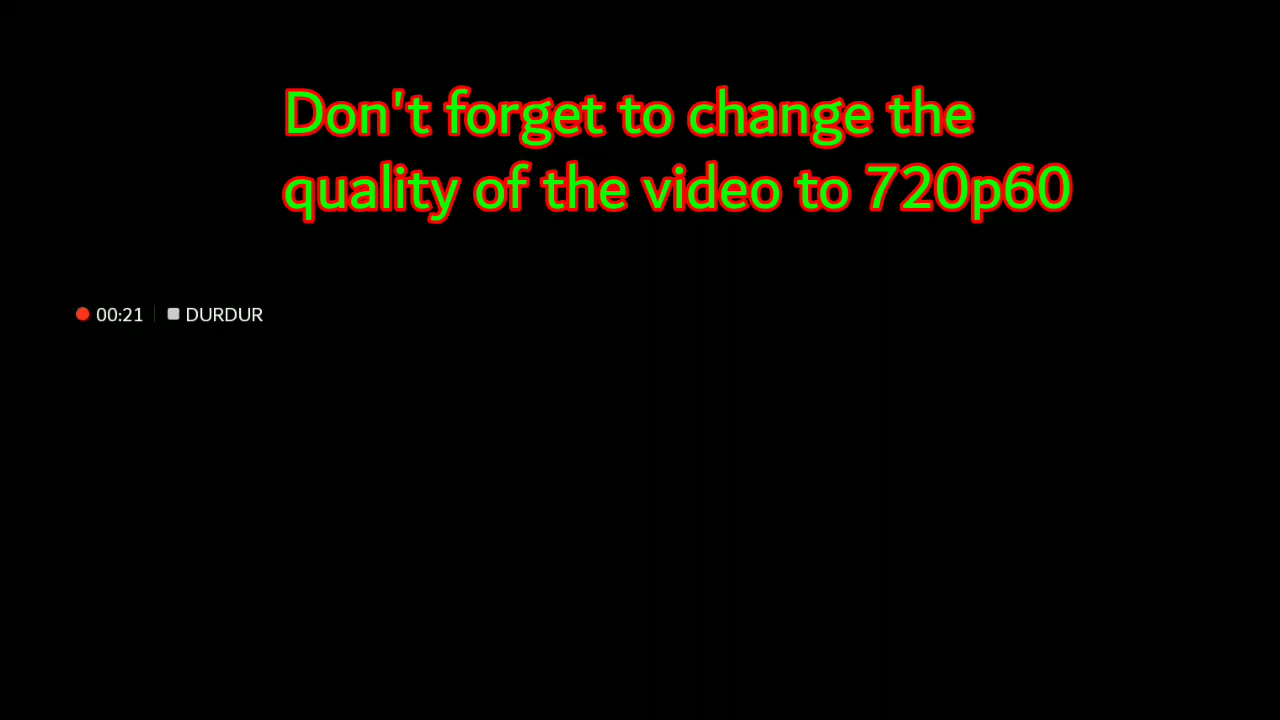 Don't forget to change the
quality of the video to 720p60
00:21 DURDUR